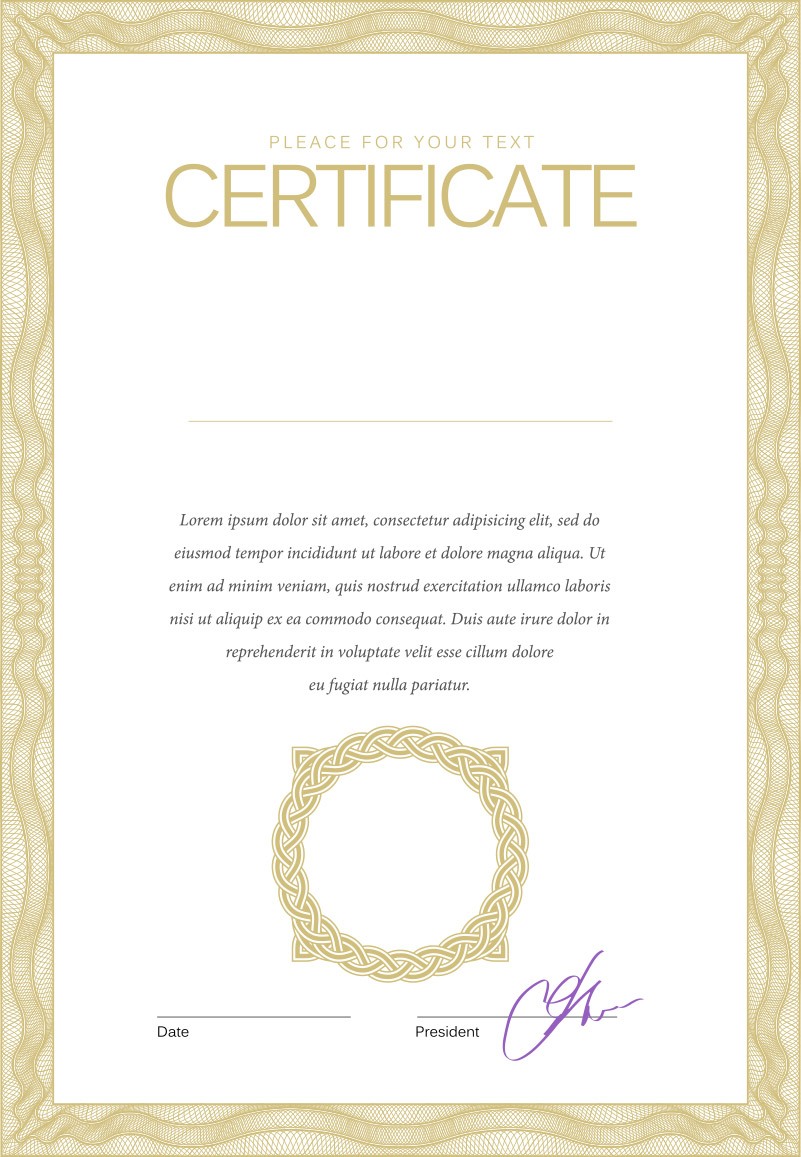 PLEACE FOR YOUR TEXT
CERTIFICATE
Lorem ipsum dolor sit amet, consectetur adipisicing elit, sed do
eiusmod tempor incididunt ut labore et dolore magna aliqua. Ut
enim ad minim veniam, quis nostrud exercitation ullamco laboris
nisi ut aliquip ex ea commodo consequat. Duis aute irure dolor in
reprehenderit in voluptate velit esse cillum dolore
eu fugiat nulla pariatur.
Date
President